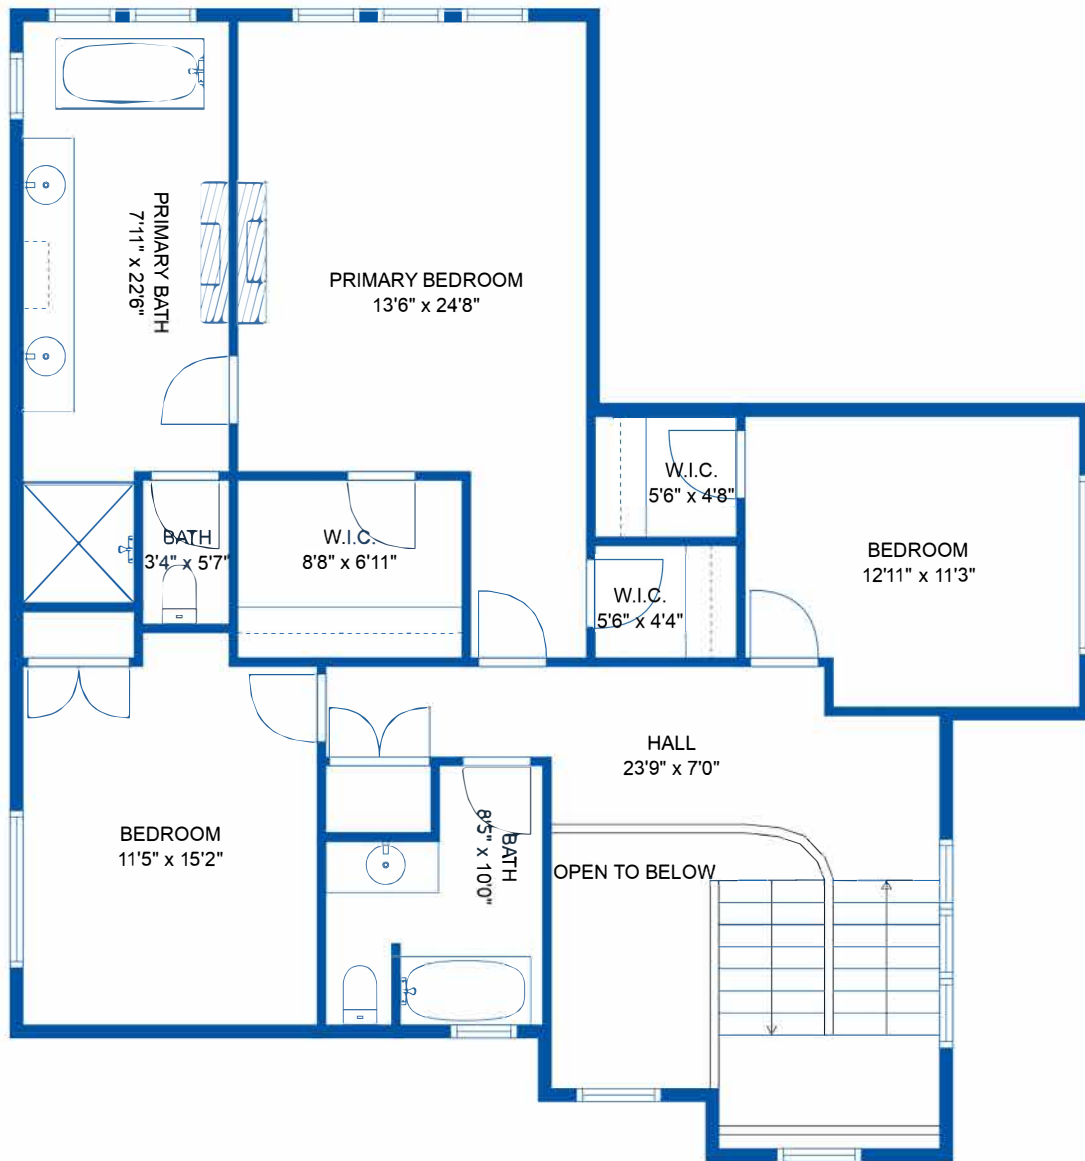 PRIMARY BATH
7'11" x 22'6"
PRIMARY BEDROOM
13'6" x 24'8"
W.I.C.
5'6" x 4'8"
BATH
3'4" x 5'7"
W.I.C.
8'8" x 6'11"
BEDROOM
12'11" x 11'3"
W.I.C.
5'6" x 4'4"
HALL
23'9" x 7'0"
BEDROOM
11'5" x 15'2"
BATH
8'5" x 10'0"
OPEN TO BELOW